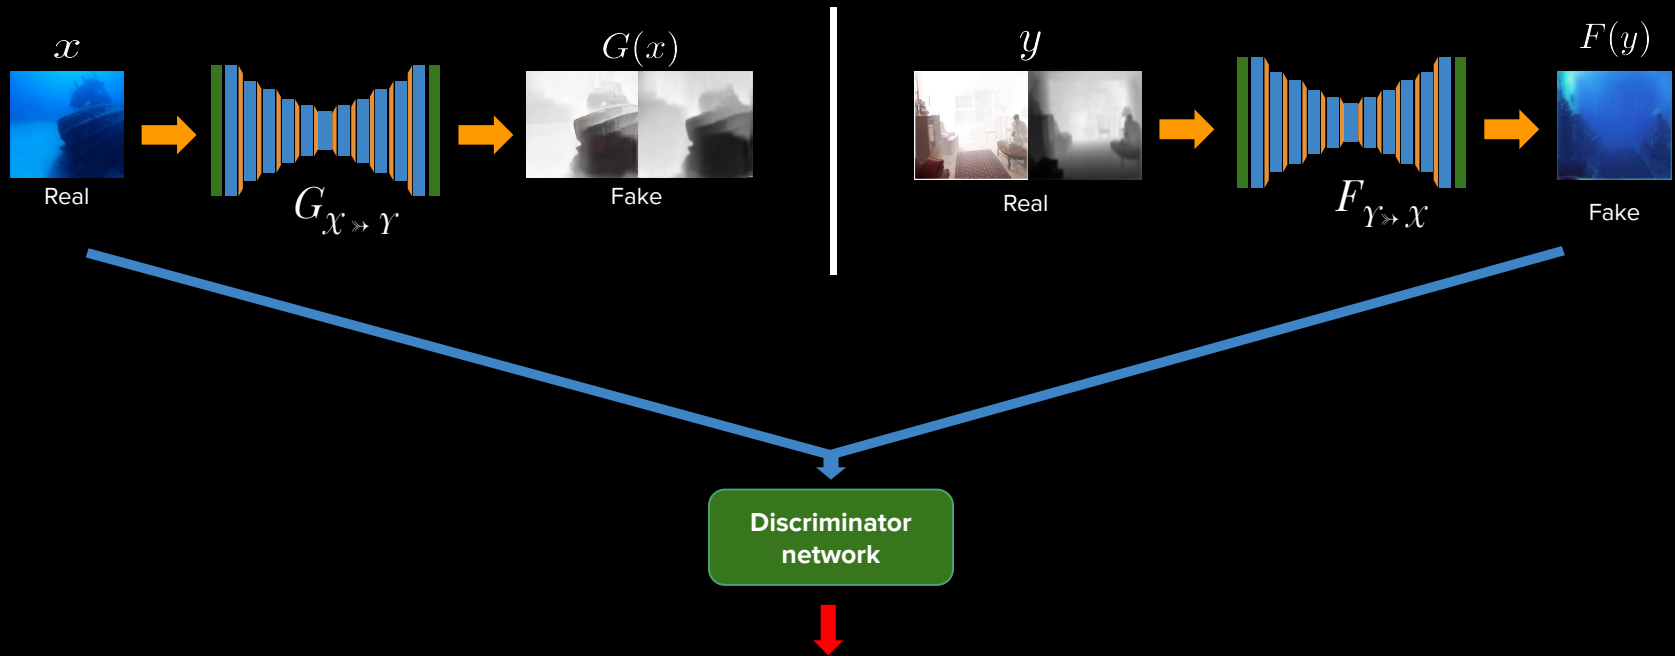 x
G(x)
Real
G_{X ↣ Y}
Fake
y
F(y)
Real
F_{Y ↣ X}
Fake
Discriminator
network